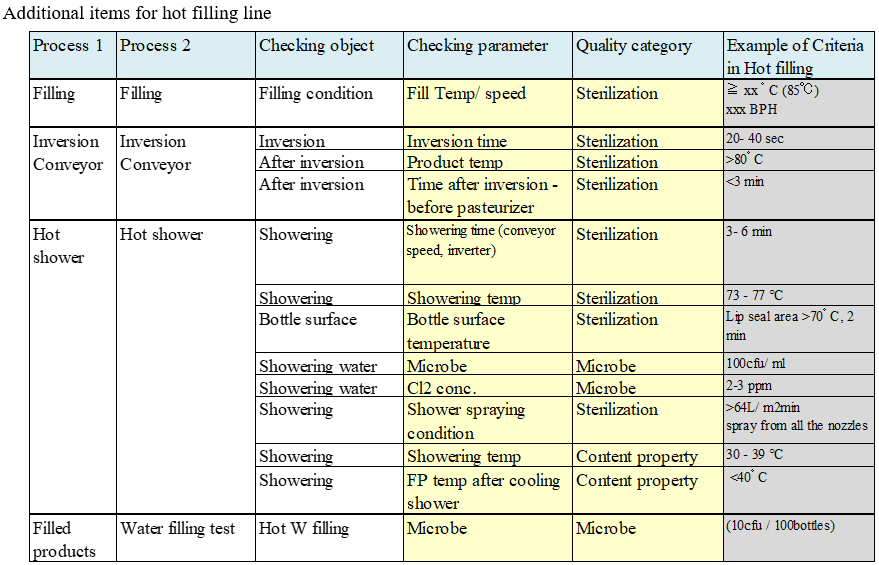 Additional items for hot filling line
Process 1 Process 2 Checking object Checking parameter Quality category Example of Criteria
in Hot filling
Filling Filling Filling condition Fill Temp/ speed Sterilization ≧ xx°C (85℃)
xxx BPH
Inversion Inversion Inversion Inversion time Sterilization 20- 40 sec
Conveyor Conveyor After inversion Product temp Sterilization >80°C
After inversion Time after inversion - Sterilization <3 min
before pasteurizer
Hot Hot shower Showering Showering time (conveyor Sterilization 3- 6 min
shower speed, inverter)
Showering Showering temp Sterilization 73 - 77 ℃
Bottle surface Bottle surface Sterilization Lip seal area >70°C, 2
temperature min
Showering water Microbe Microbe 100cfu/ ml
Showering water Cl2 conc. Microbe 2-3 ppm
Showering Shower spraying Sterilization >64L/ m2min
condition spray from all the nozzles
Showering Showering temp Content property 30 - 39 ℃
Showering FP temp after cooling Content property <40°C
shower
Filled Water filling test Hot W filling Microbe Microbe (10cfu / 100bottles)
products